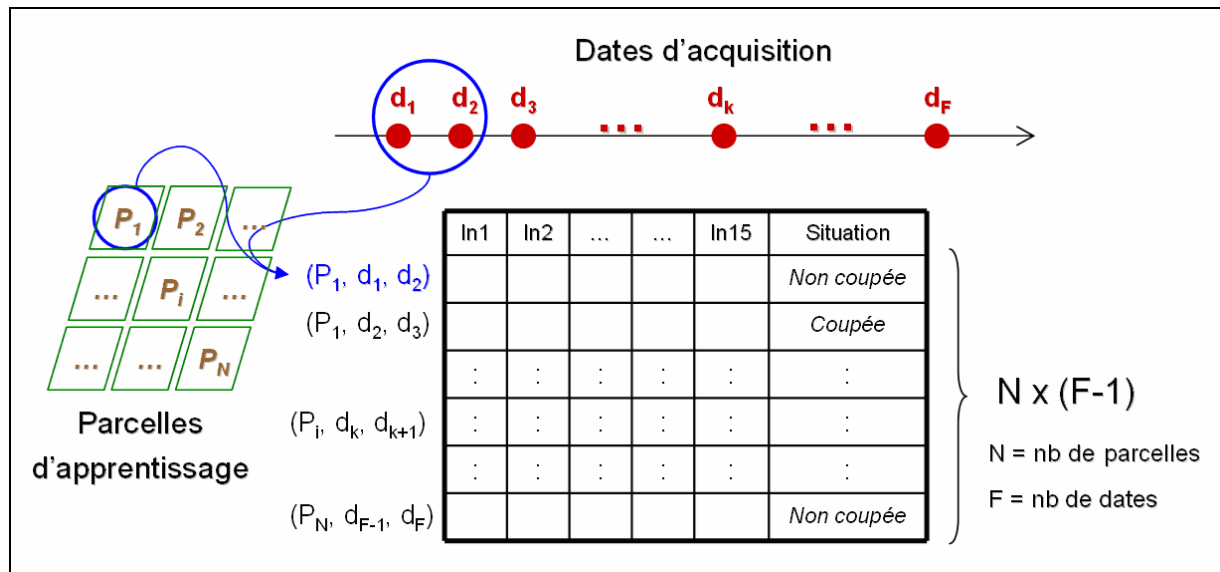 Dates d'acquisition
d1 d2 d3 ... dk ... dF
P1 P2 ...
... Pi ...
... ... PN
Parcelles
d'apprentissage
In1 In2 ... ... In15 Situation
(P1, d1, d2) Non coupée
(P1, d2, d3) Coupée
: : : : : :
(Pi, dk, dk+1) : : : : : :
: : : : : :
(PN, dF-1, dF) Non coupée
N x (F-1)
N = nb de parcelles
F = nb de dates